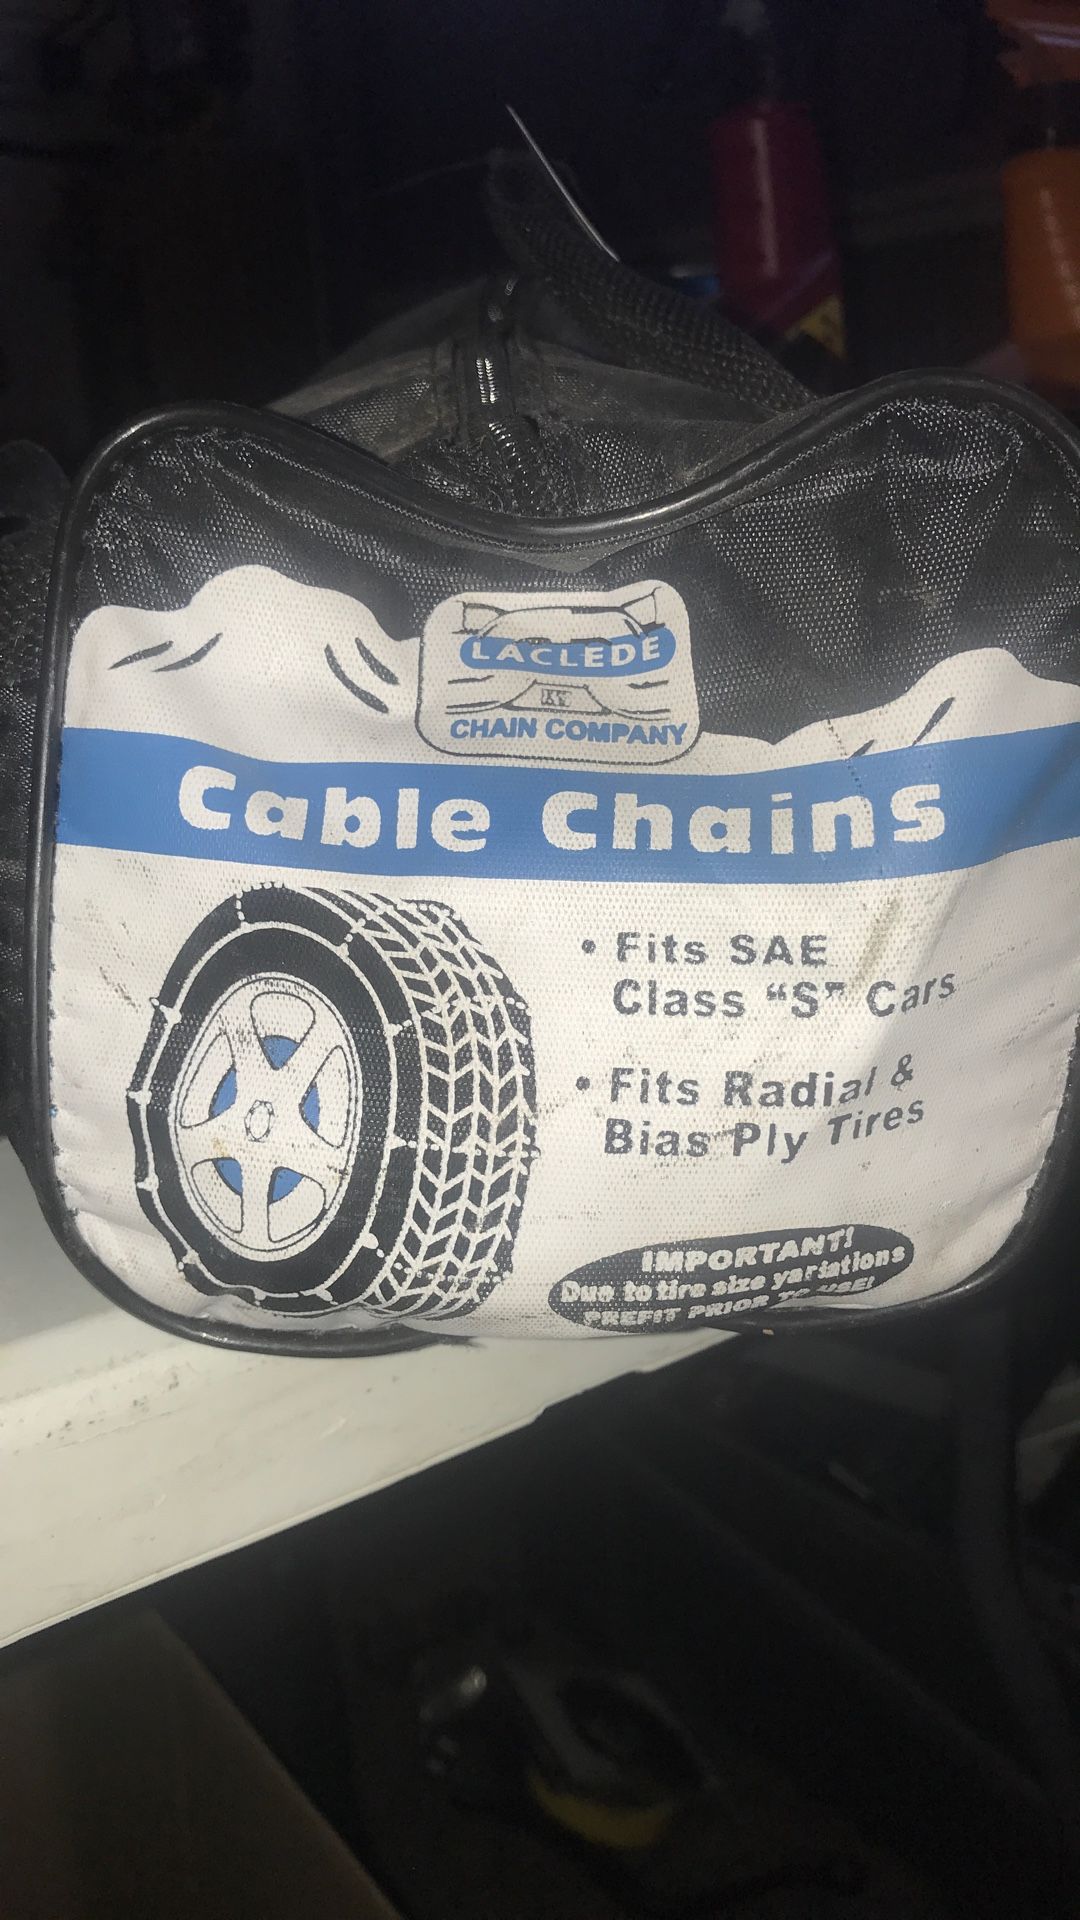 LACLEDE
CHAIN COMPANY
Cable Chains
• Fits SAE
Class “S” Cars
• Fits Radial &
Bias Ply Tires
IMPORTANT!
Due to tire size variations
PREFIT PRIOR TO USE!